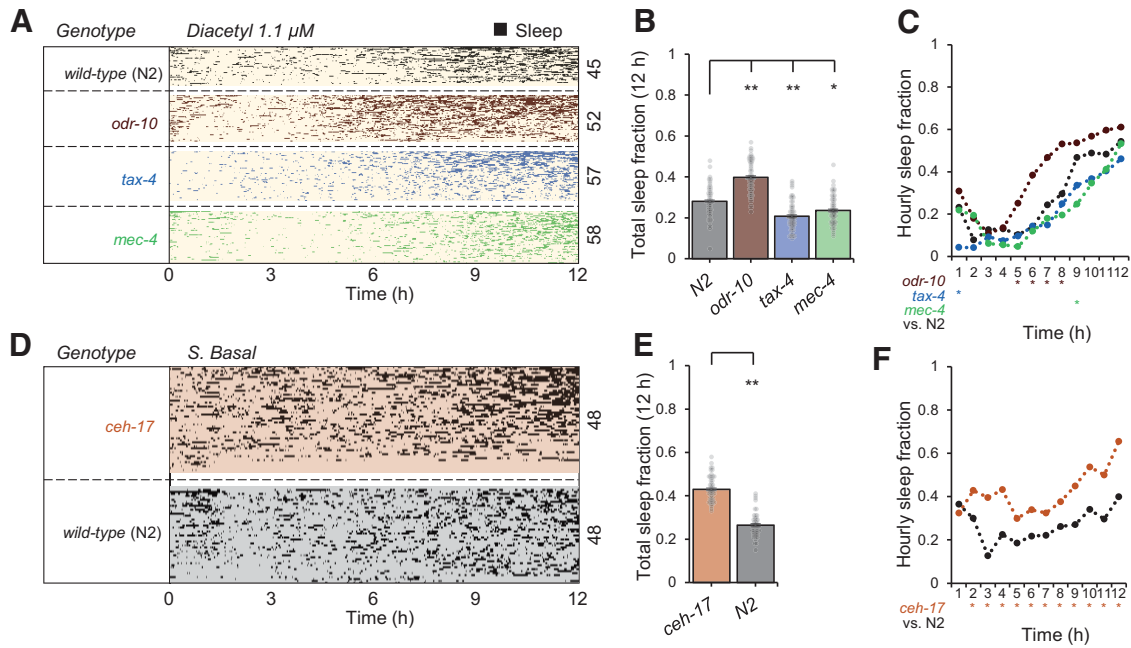 A
Genotype Diacetyl 1.1 µM ■ Sleep
wild-type (N2) 45
odr-10 52
tax-4 57
mec-4 58
0 3 6 9 12
Time (h)
B
Total sleep fraction (12 h)
1
0.8
0.6
0.4
0.2
0
** ** *
N2 odr-10 tax-4 mec-4
C
Hourly sleep fraction
1
0.8
0.6
0.4
0.2
0
1 2 3 4 5 6 7 8 9 10 11 12
odr-10 * * * *
tax-4 *
mec-4 *
vs. N2
Time (h)
D
Genotype S. Basal
ceh-17 48
wild-type (N2) 48
0 3 6 9 12
Time (h)
E
Total sleep fraction (12 h)
1
0.8
0.6
0.4
0.2
0
**
ceh-17 N2
F
Hourly sleep fraction
1
0.8
0.6
0.4
0.2
0
1 2 3 4 5 6 7 8 9 10 11 12
ceh-17 * * * * * * * * * * *
vs. N2
Time (h)